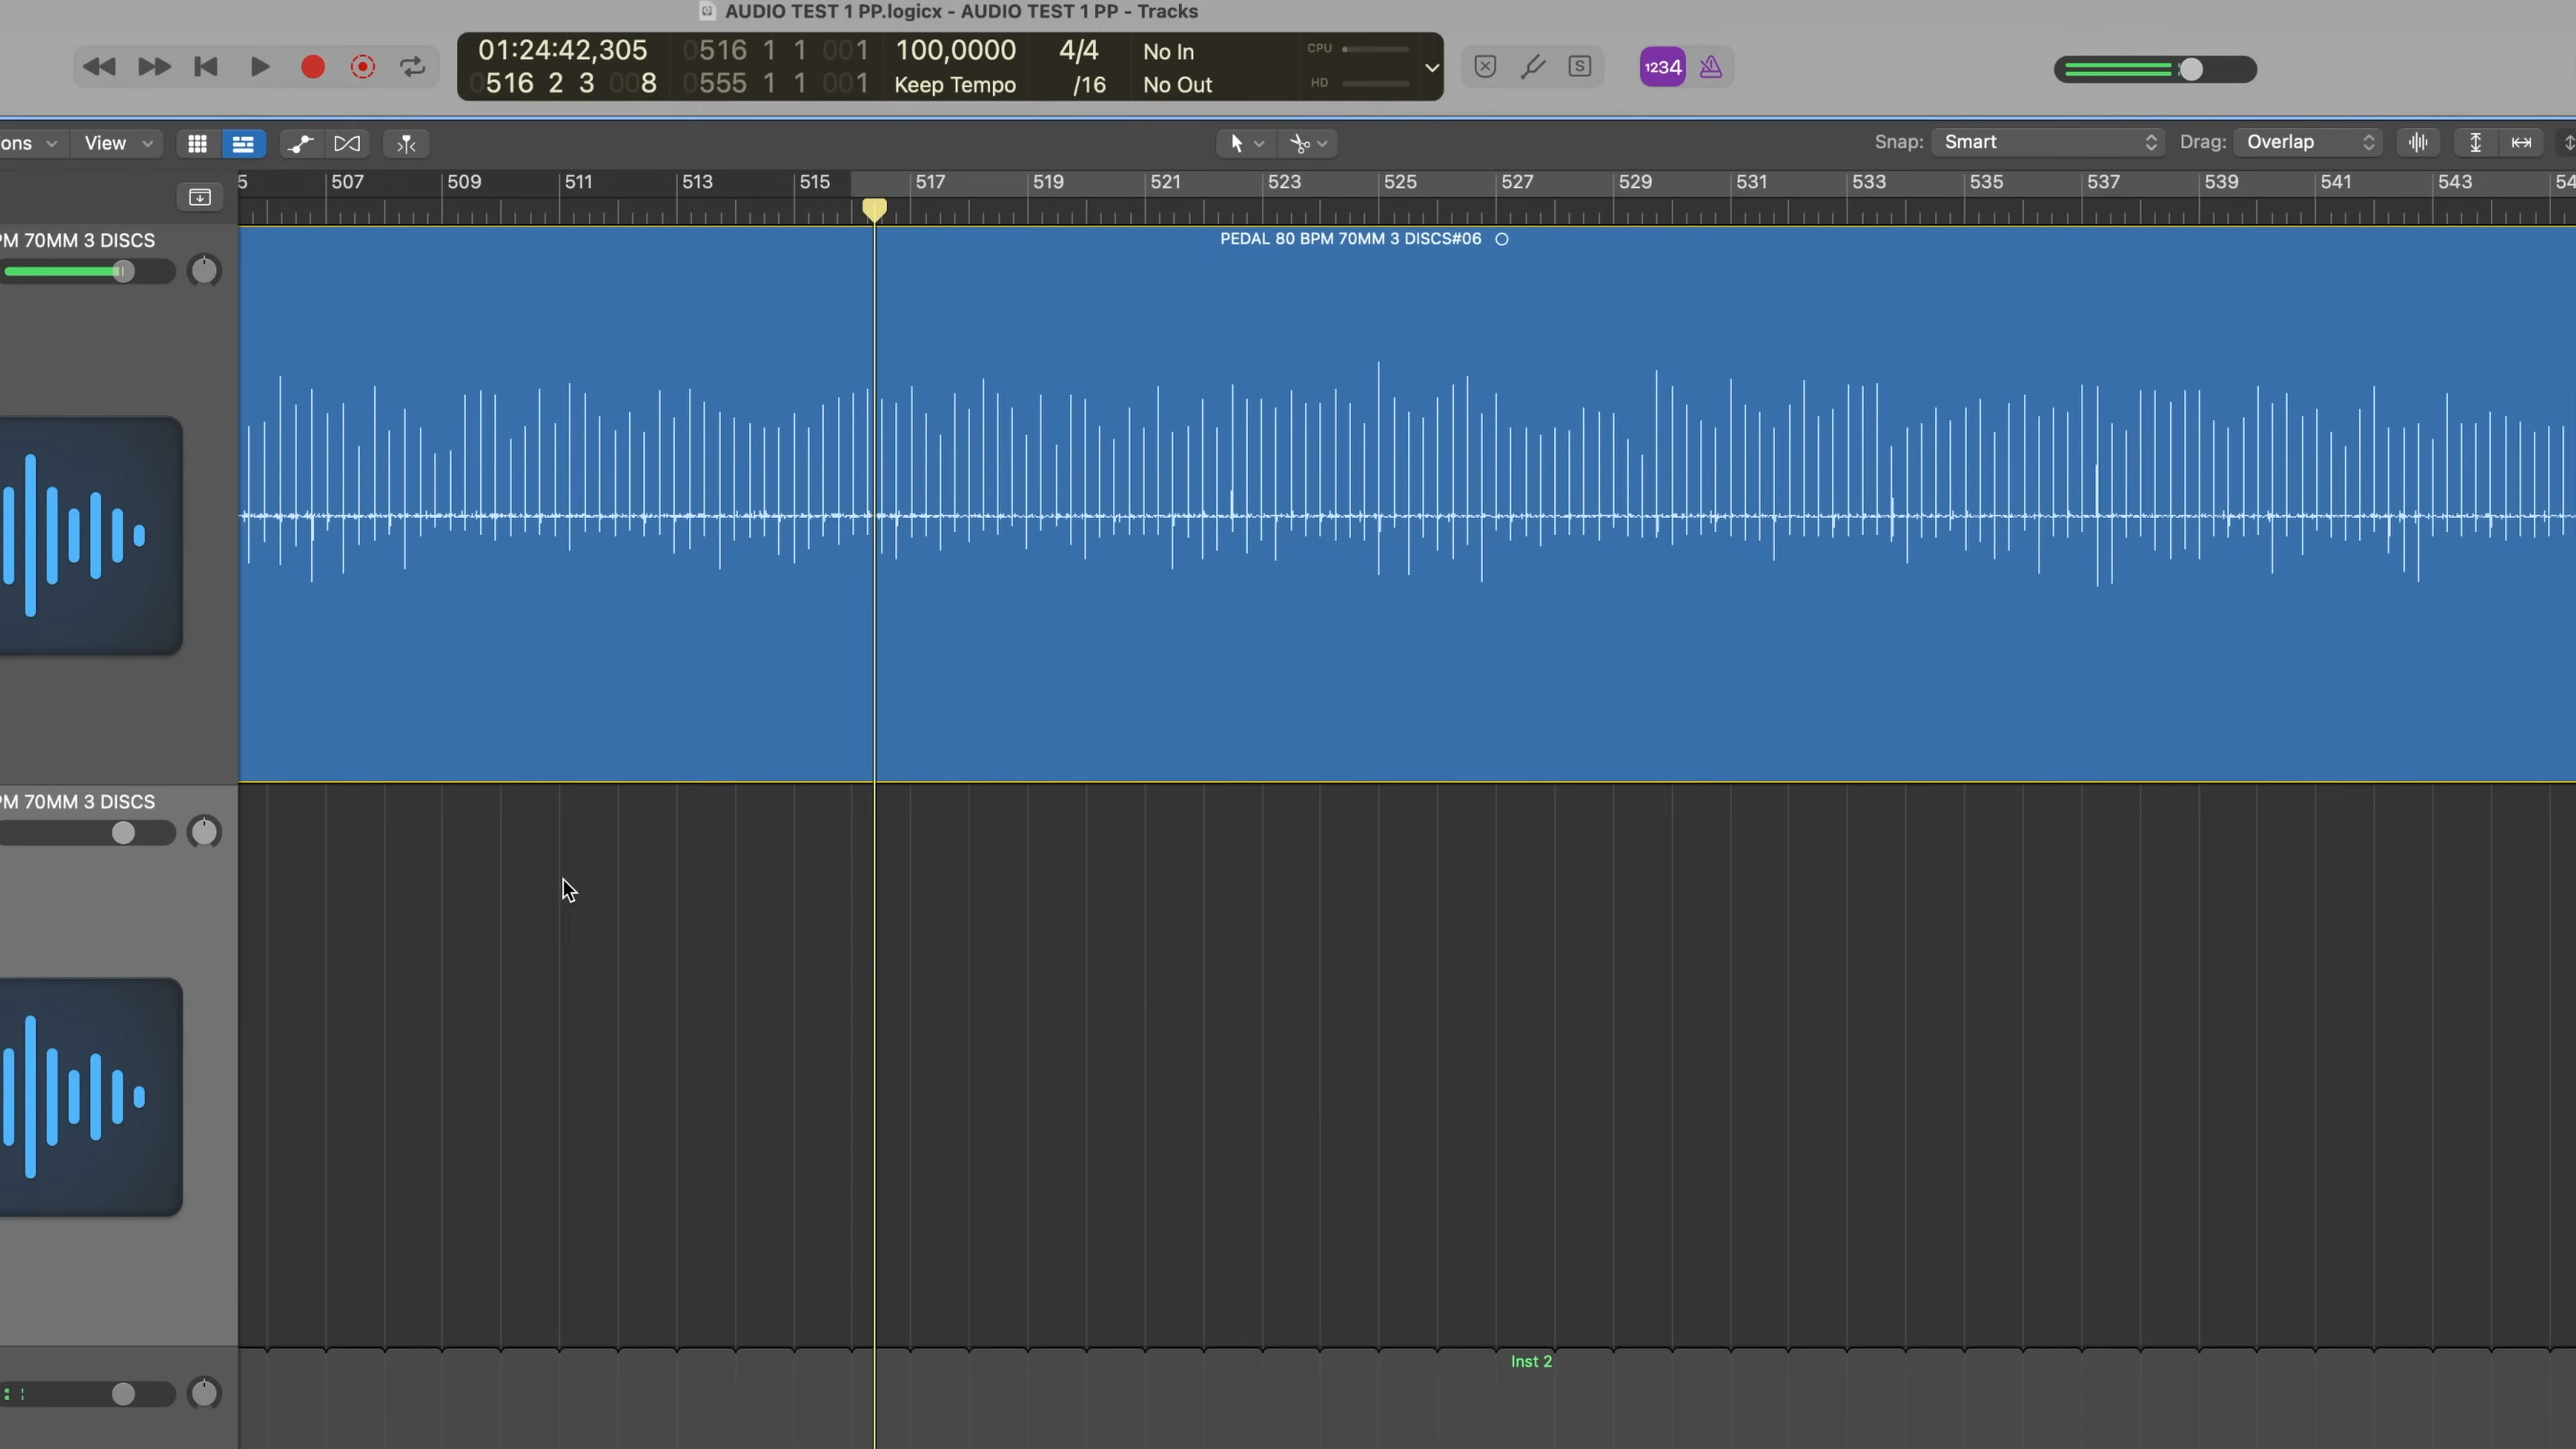 AUDIO TEST 1 PP.logicx - AUDIO TEST 1 PP - Tracks
01:24:42,305 0516 1 1 001 100,0000 4/4 No In CPU
0516 2 3 008 0555 1 1 001 Keep Tempo /16 No Out HD
S
1234
ons View Snap: Smart Drag: Overlap
5 507 509 511 513 515 517 519 521 523 525 527 529 531 533 535 537 539 541 543 54
PM 70MM 3 DISCS
PEDAL 80 BPM 70MM 3 DISCS#06
PM 70MM 3 DISCS
Inst 2